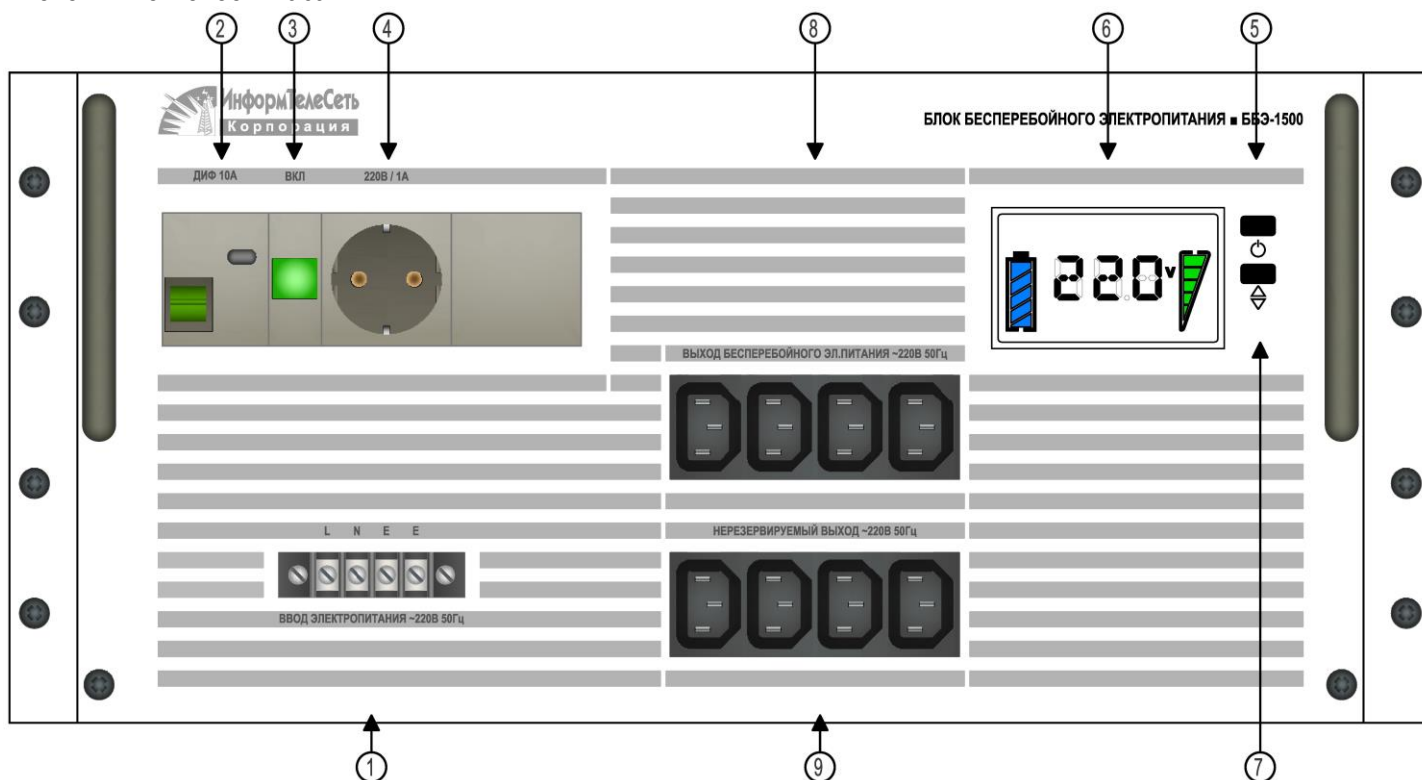 2 3 4 8 6 5
ИнформТелеСеть
Корпорация
БЛОК БЕСПЕРЕБОЙНОГО ЭЛЕКТРОПИТАНИЯ ■ ББЭ-1500
ДИФ 10А ВКЛ 220В / 1А
220 v
ВЫХОД БЕСПЕРЕБОЙНОГО ЭЛ.ПИТАНИЯ ~220В 50Гц
L N E E
НЕРЕЗЕРВИРУЕМЫЙ ВЫХОД ~220В 50Гц
ВВОД ЭЛЕКТРОПИТАНИЯ ~220В 50Гц
1 9 7